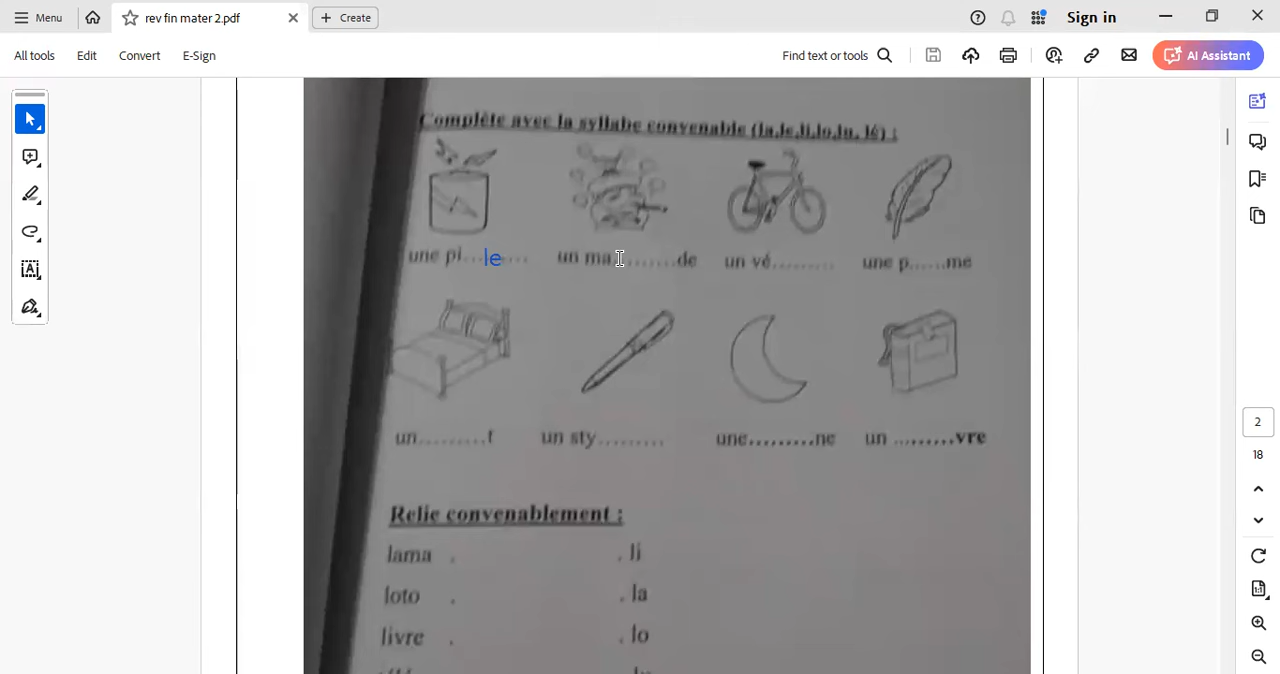 Menu
rev fin mater 2.pdf
Create
Sign in
All tools
Edit
Convert
E-Sign
Find text or tools
AI Assistant
Complète avec la syllabe convenable (la,le,li,lo,lu, lé) :
une pi...le.... un ma..........de un vé......... une p......me
un.........t un sty......... une.........ne un .........vre
Relie convenablement :
lama . . li
loto . . la
livre . . lo
2
18